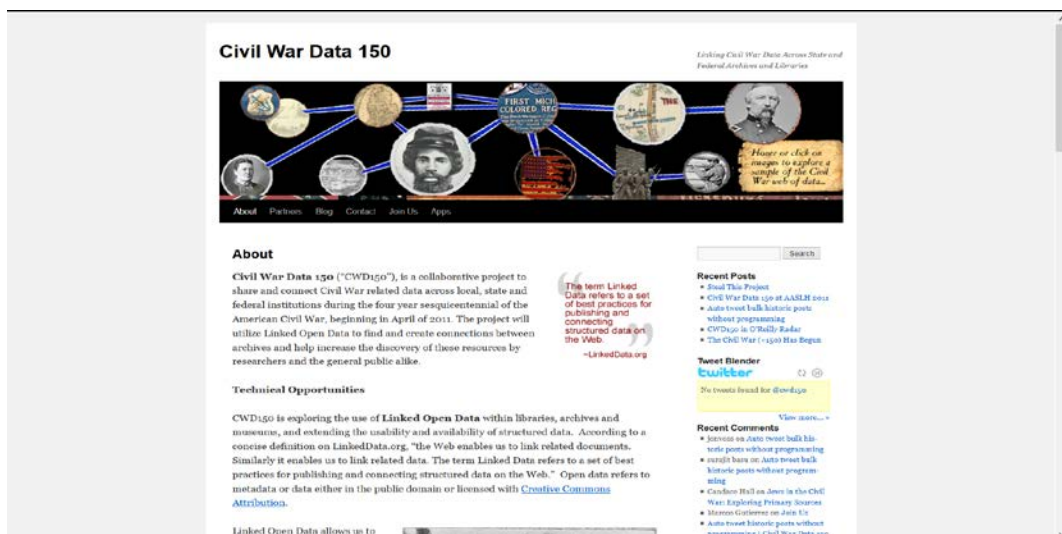 Civil War Data 150
Linking Civil War Data Across State and
Federal Archives and Libraries
FIRST MICH
COLORED REG
THE
Hover or click on
images to explore a
sample of the Civil
War web of data...
About Partners Blog Contact Join Us Apps
About
Civil War Data 150 ("CWD150"), is a collaborative project to
share and connect Civil War related data across local, state and
federal institutions during the four year sesquicentennial of the
American Civil War, beginning in April of 2011. The project will
utilize Linked Open Data to find and create connections between
archives and help increase the discovery of these resources by
researchers and the general public alike.
“The term Linked
Data refers to a set
of best practices for
publishing and
connecting
structured data on
the Web.”
~LinkedData.org
Technical Opportunities
CWD150 is exploring the use of Linked Open Data within libraries, archives and
museums, and extending the usability and availability of structured data. According to a
concise definition on LinkedData.org, "the Web enables us to link related documents.
Similarly it enables us to link related data. The term Linked Data refers to a set of best
practices for publishing and connecting structured data on the Web." Open data refers to
metadata or data either in the public domain or licensed with Creative Commons
Attribution.
Linked Open Data allows us to
Search
Recent Posts
Steal This Project
Civil War Data 150 at AASLH 2011
Auto tweet bulk historic posts
without programming
CWD150 in O'Reilly Radar
The Civil War (+150) Has Begun
Tweet Blender
twitter
No tweets found for @cwd150
View more... »
Recent Comments
jonvoss on Auto tweet bulk his-
toric posts without programming
surajit basu on Auto tweet bulk
historic posts without program-
ming
Candace Hall on Jews in the Civil
War: Exploring Primary Sources
Marcos Gutierrez on Join Us
Auto tweet historic posts without
programming | Civil War Data 150